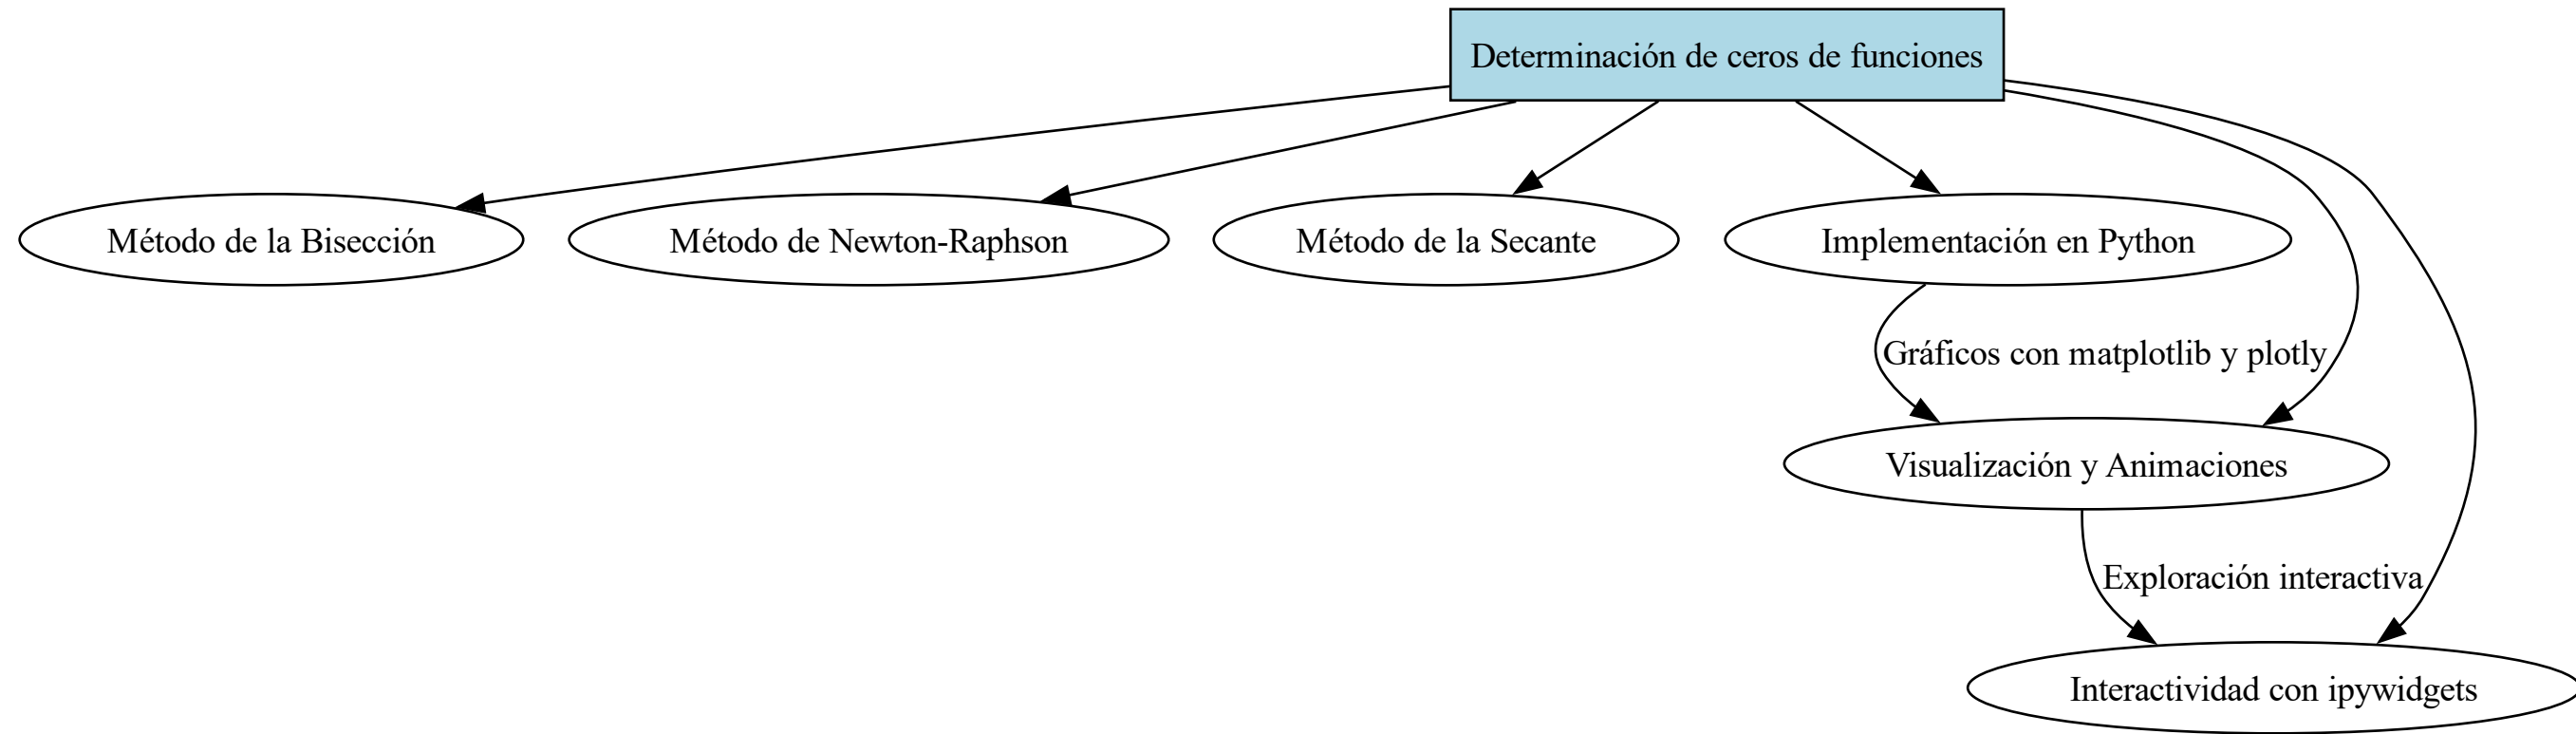 Determinación de ceros de funciones
Método de la Bisección
Método de Newton-Raphson
Método de la Secante
Implementación en Python
Gráficos con matplotlib y plotly
Visualización y Animaciones
Exploración interactiva
Interactividad con ipywidgets